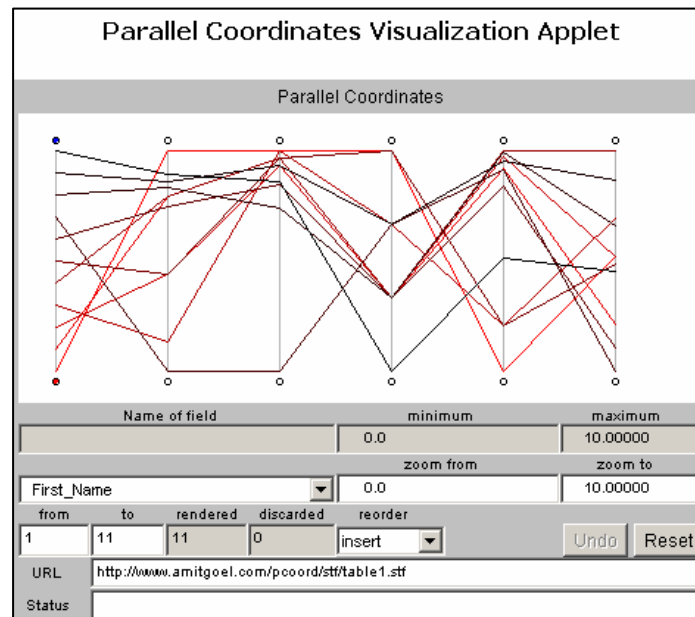 Parallel Coordinates Visualization Applet
Parallel Coordinates
Name of field minimum maximum
0.0 10.00000
zoom from zoom to
First_Name 0.0 10.00000
from to rendered discarded reorder
1 11 11 0 insert Undo Reset
URL http://www.amitgoel.com/pcoord/stf/table1.stf
Status